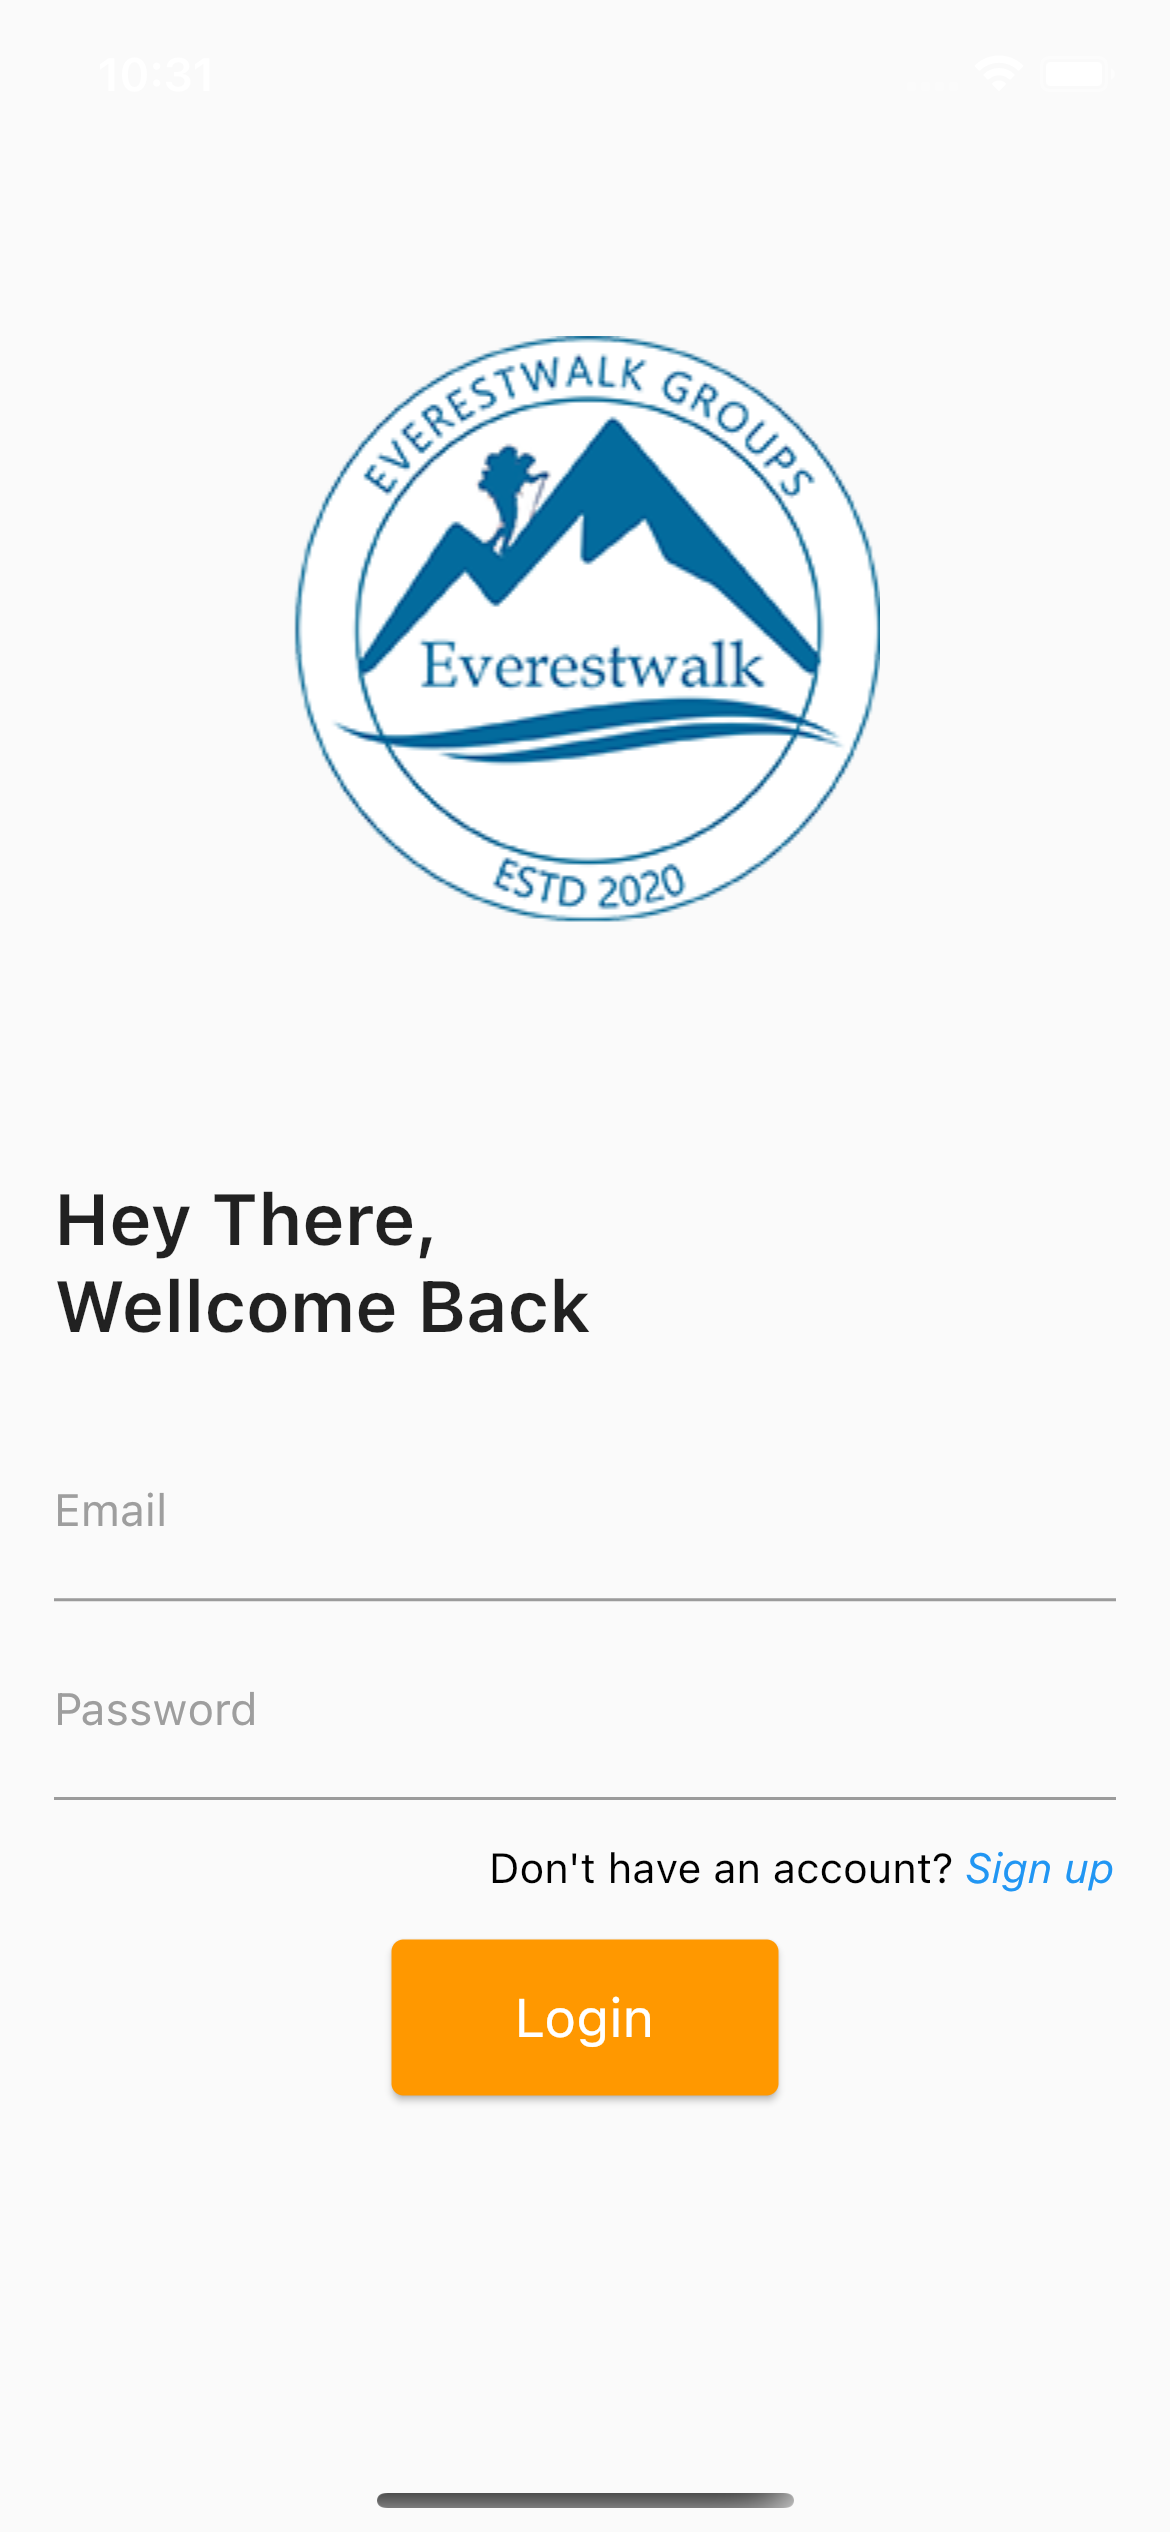 10:31
EVERESTWALK GROUPS
Everestwalk
ESTD 2020
Hey There,
Wellcome Back
Email
Password
Don't have an account? Sign up
Login